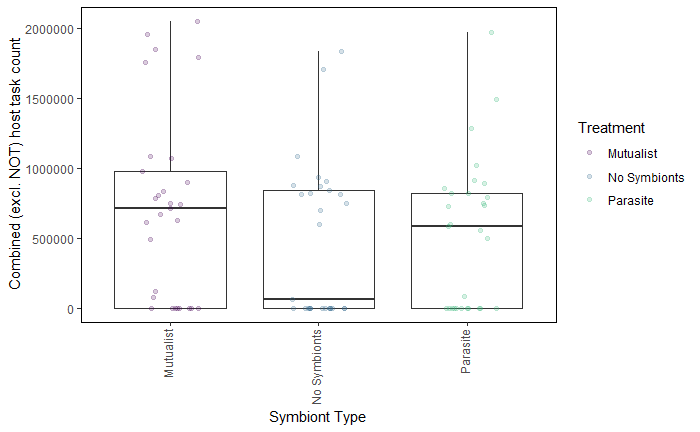 Combined (excl. NOT) host task count
2000000
1500000
1000000
500000
0
Mutualist
No Symbionts
Parasite
Symbiont Type
Treatment
Mutualist
No Symbionts
Parasite